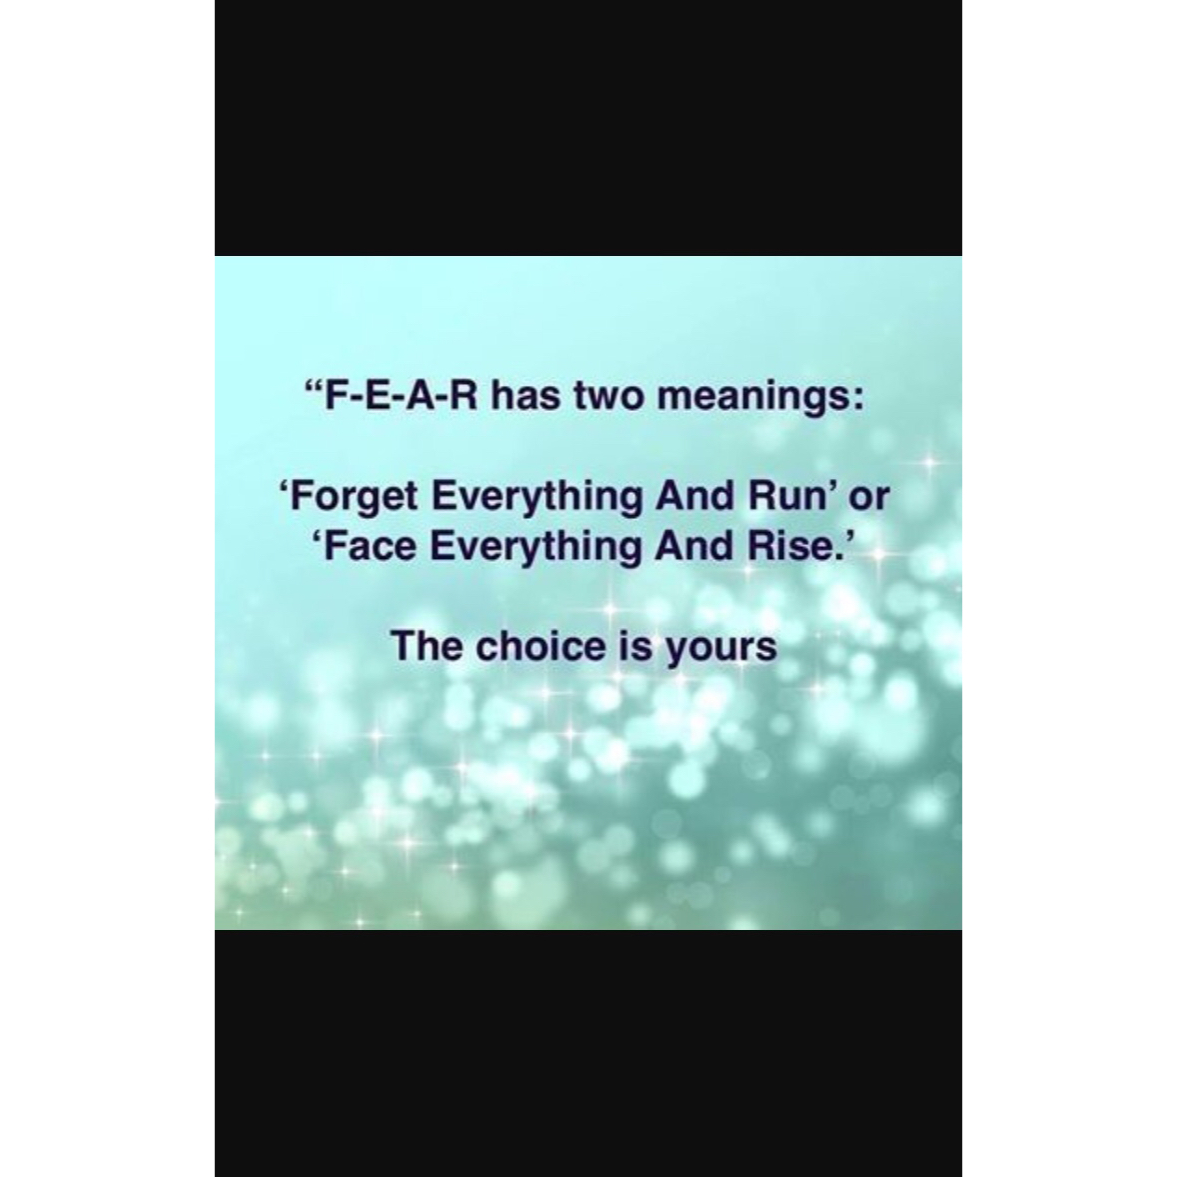 “F-E-A-R has two meanings:
‘Forget Everything And Run’ or
‘Face Everything And Rise.’
The choice is yours